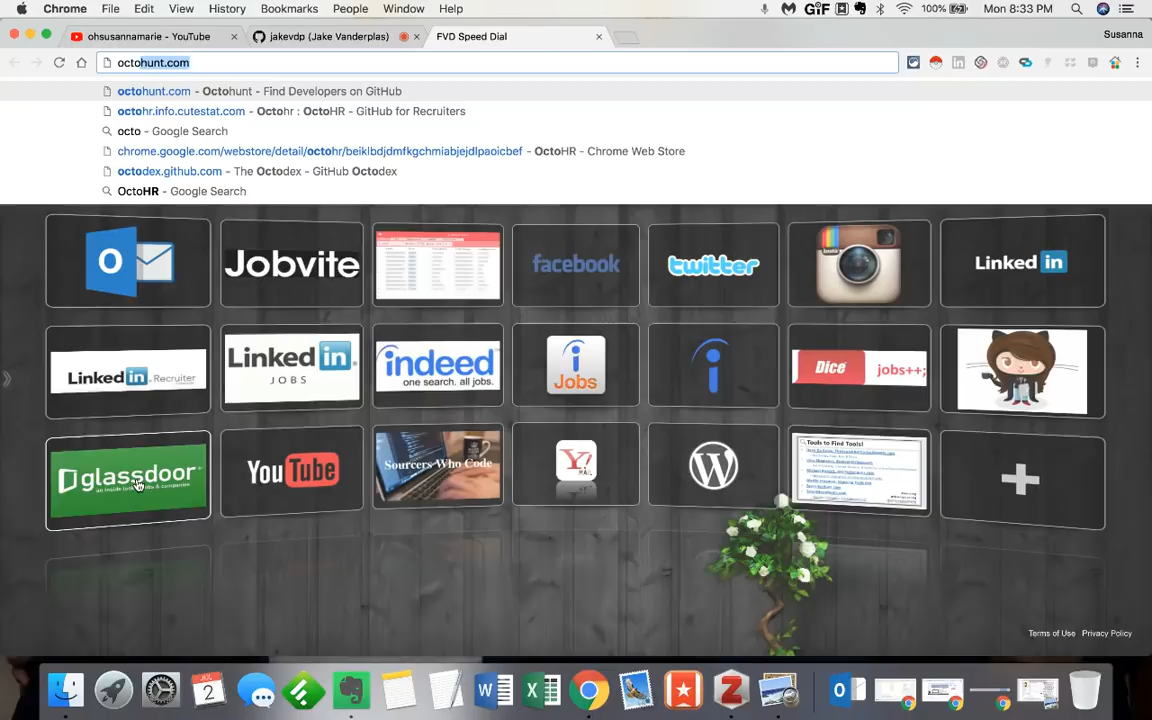 Chrome File Edit View History Bookmarks People Window Help GiF 100% Mon 8:33 PM
ohsusannamarie - YouTube jakevdp (Jake Vanderplas) FVD Speed Dial Susanna
octohunt.com
octohunt.com - Octohunt - Find Developers on GitHub
octohr.info.cutestat.com - Octohr : OctoHR - GitHub for Recruiters
octo - Google Search
chrome.google.com/webstore/detail/octohr/beiklbdjdmfkgchmiabjejdlpaoicbef - OctoHR - Chrome Web Store
octodex.github.com - The Octodex - GitHub Octodex
OctoHR - Google Search
O Jobvite facebook twitter Linked in
Linked in Recruiter Linked in JOBS indeed one search. all jobs. i Jobs i Dice jobs++;
glassdoor You Tube Sourcers Who Code Y! MAIL W Tools to Find Tools!
Terms of Use Privacy Policy
JUL 2